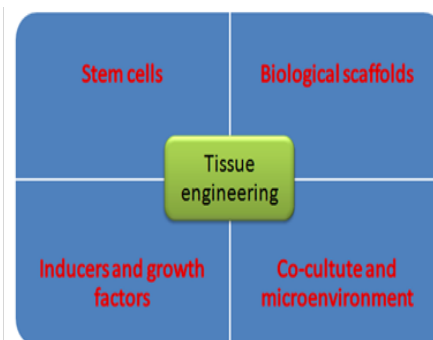 Stem cells
Biological scaffolds
Tissue
engineering
Inducers and growth
factors
Co-cultute and
microenvironment